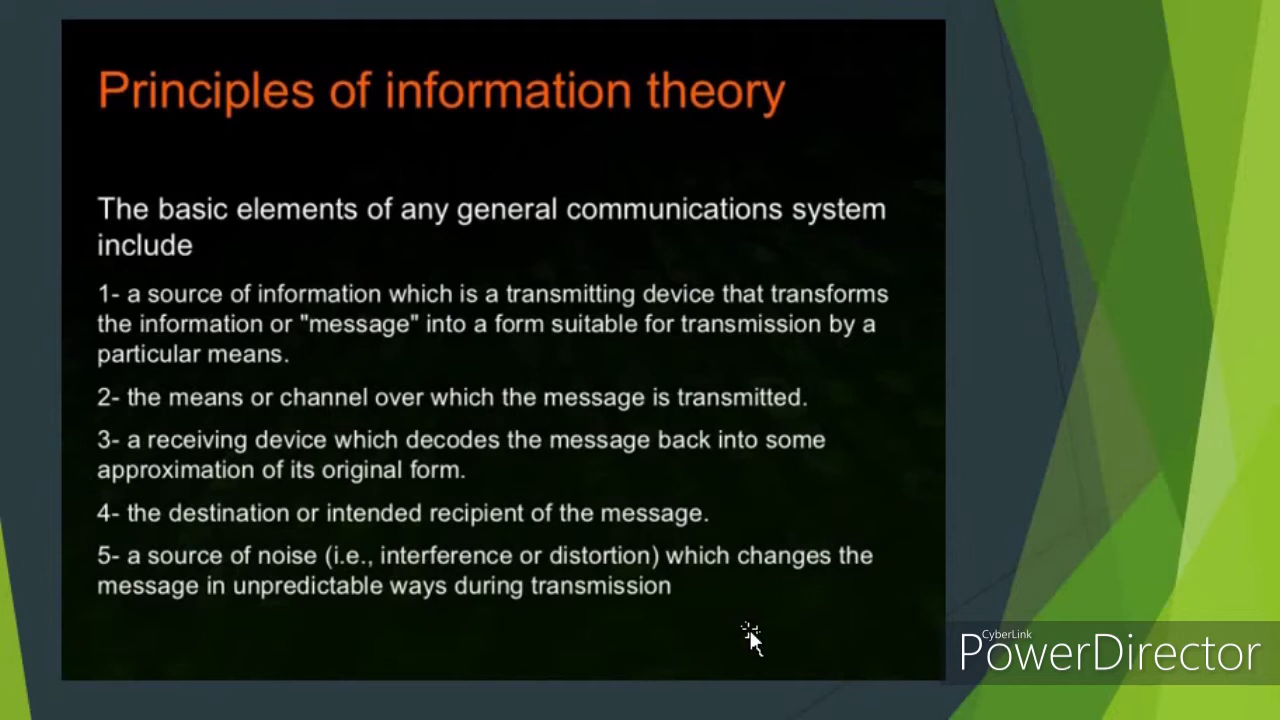 Principles of information theory
The basic elements of any general communications system
include
1- a source of information which is a transmitting device that transforms
the information or "message" into a form suitable for transmission by a
particular means.
2- the means or channel over which the message is transmitted.
3- a receiving device which decodes the message back into some
approximation of its original form.
4- the destination or intended recipient of the message.
5- a source of noise (i.e., interference or distortion) which changes the
message in unpredictable ways during transmission
CyberLink
PowerDirector